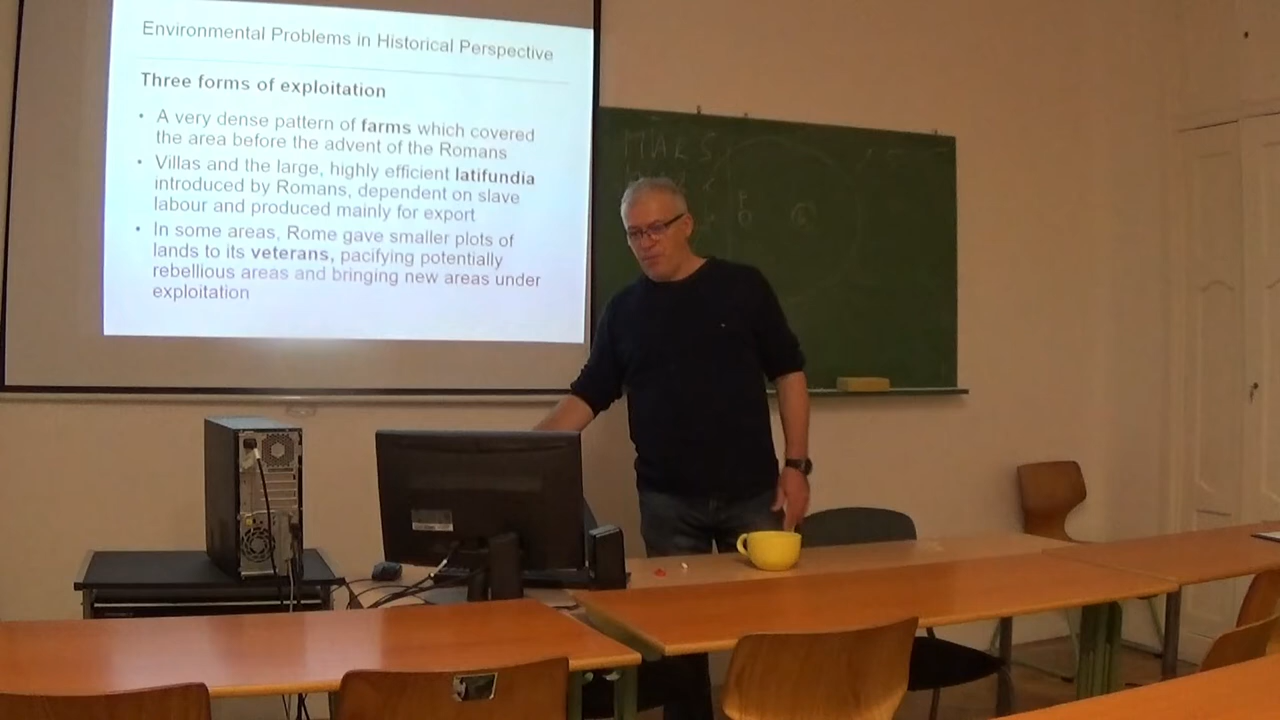 Environmental Problems in Historical Perspective
Three forms of exploitation
• A very dense pattern of farms which covered
the area before the advent of the Romans
• Villas and the large, highly efficient latifundia
introduced by Romans, dependent on slave
labour and produced mainly for export
• In some areas, Rome gave smaller plots of
lands to its veterans, pacifying potentially
rebellious areas and bringing new areas under
exploitation